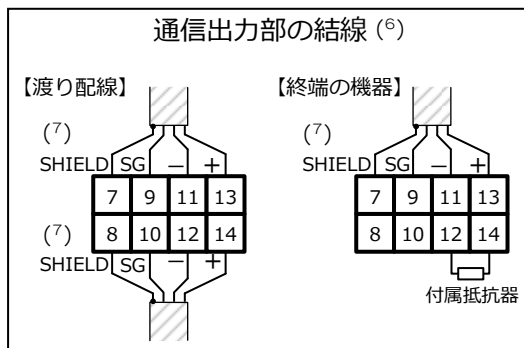 通信出力部の結線(⁶)
【渡り配線】
(⁷)
SHIELD SG － ＋
7 9 11 13
8 10 12 14
(⁷)
SHIELD SG － ＋
【終端の機器】
(⁷)
SHIELD SG － ＋
7 9 11 13
8 10 12 14
付属抵抗器